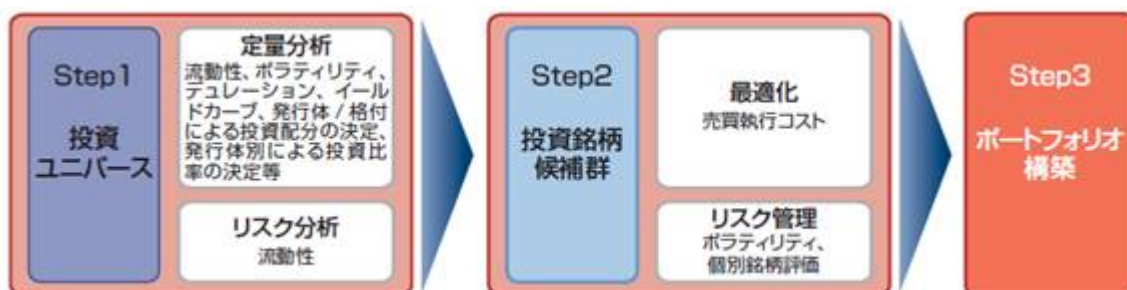 Step1
投資
ユニバース
定量分析
流動性、ボラティリティ、
デュレーション、イール
ドカーブ、発行体 / 格付
による投資配分の決定、
発行体別による投資比
率の決定等
リスク分析
流動性
Step2
投資銘柄
候補群
最適化
売買執行コスト
リスク管理
ボラティリティ、
個別銘柄評価
Step3
ポートフォリオ
構築